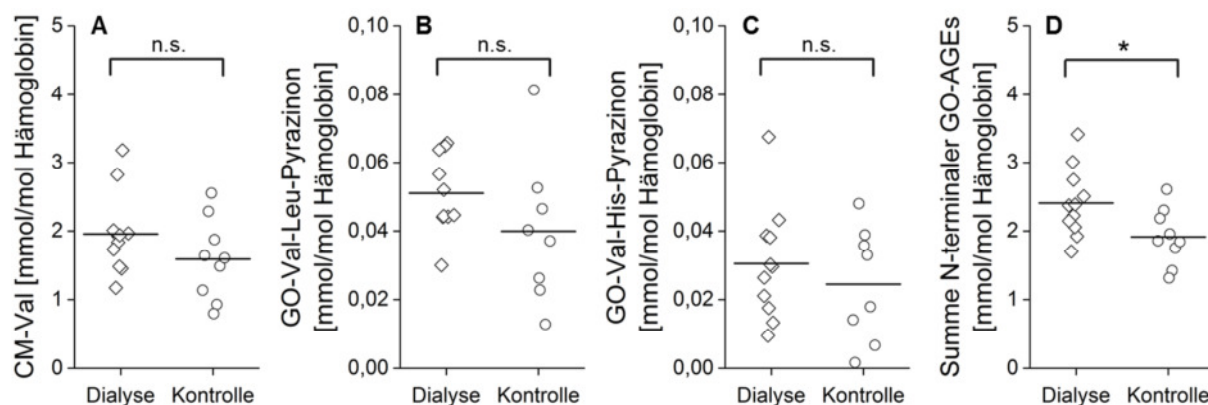 A
n.s.
CM-Val [mmol/mol Hämoglobin]
5
4
3
2
1
0
Dialyse Kontrolle
B
n.s.
GO-Val-Leu-Pyrazinon
[mmol/mol Hämoglobin]
0,10
0,08
0,06
0,04
0,02
0,00
Dialyse Kontrolle
C
n.s.
GO-Val-His-Pyrazinon
[mmol/mol Hämoglobin]
0,10
0,08
0,06
0,04
0,02
0,00
Dialyse Kontrolle
D
*
Summe N-terminaler GO-AGEs
[mmol/mol Hämoglobin]
5
4
3
2
1
0
Dialyse Kontrolle